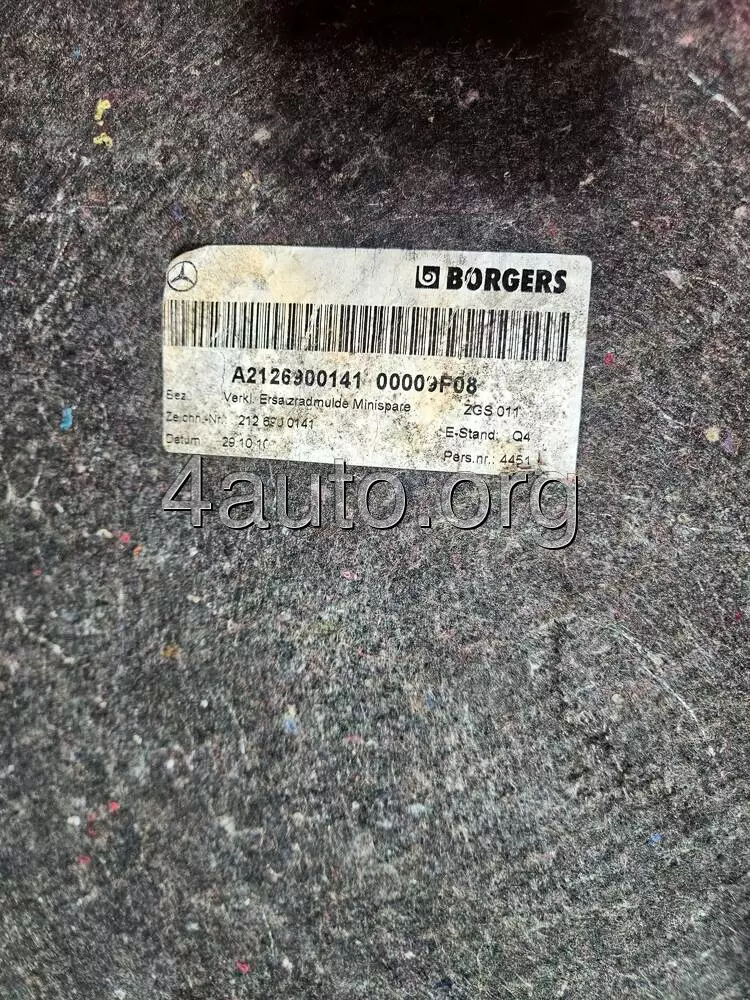 BORGERS
A2126900141 00009F08
Bez. Verkl. Ersatzradmulde Minispare ZGS 011
Zeichn.-Nr. 212 690 0141 E-Stand: Q4
Datum 29.10.10 Pers.nr.: 4451
4auto.org